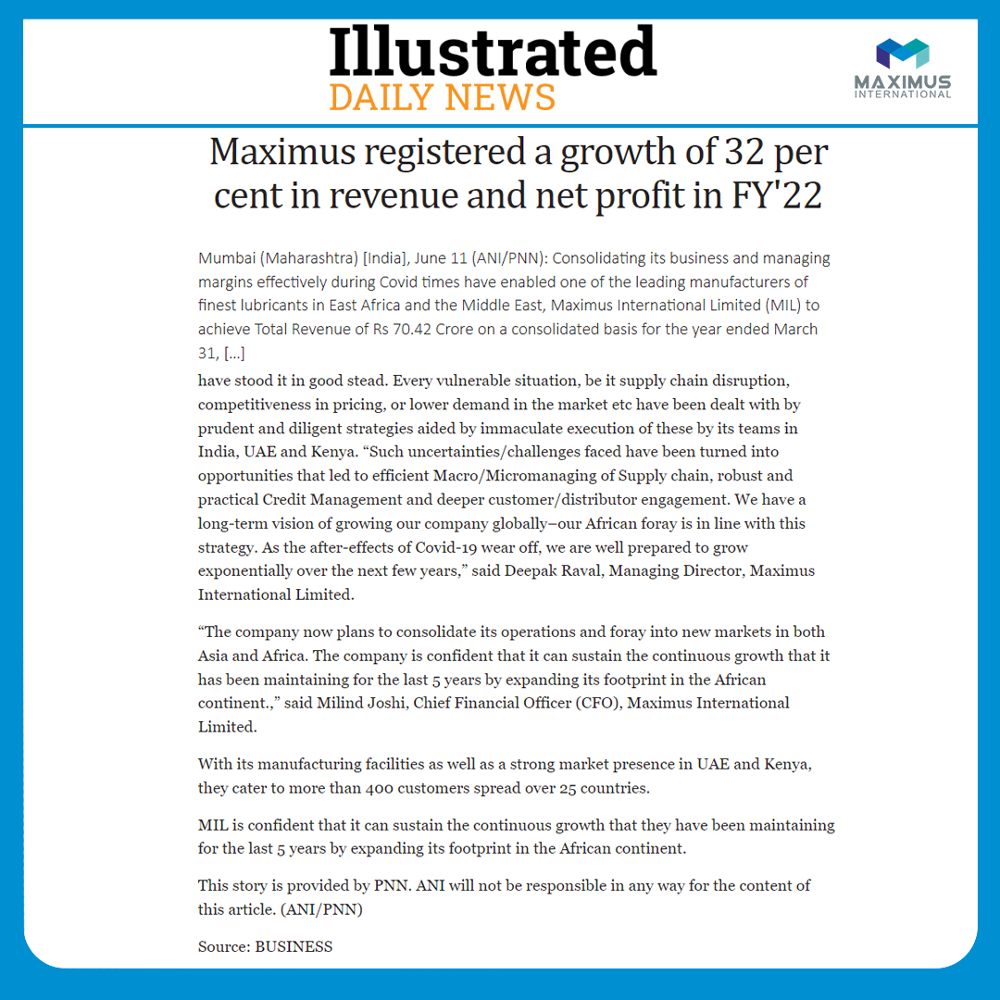 Illustrated
DAILY NEWS
MAXIMUS
INTERNATIONAL
Maximus registered a growth of 32 per
cent in revenue and net profit in FY'22
Mumbai (Maharashtra) [India], June 11 (ANI/PNN): Consolidating its business and managing
margins effectively during Covid times have enabled one of the leading manufacturers of
finest lubricants in East Africa and the Middle East, Maximus International Limited (MIL) to
achieve Total Revenue of Rs 70.42 Crore on a consolidated basis for the year ended March
31, [...]
have stood it in good stead. Every vulnerable situation, be it supply chain disruption,
competitiveness in pricing, or lower demand in the market etc have been dealt with by
prudent and diligent strategies aided by immaculate execution of these by its teams in
India, UAE and Kenya. “Such uncertainties/challenges faced have been turned into
opportunities that led to efficient Macro/Micromanaging of Supply chain, robust and
practical Credit Management and deeper customer/distributor engagement. We have a
long-term vision of growing our company globally–our African foray is in line with this
strategy. As the after-effects of Covid-19 wear off, we are well prepared to grow
exponentially over the next few years,” said Deepak Raval, Managing Director, Maximus
International Limited.
“The company now plans to consolidate its operations and foray into new markets in both
Asia and Africa. The company is confident that it can sustain the continuous growth that it
has been maintaining for the last 5 years by expanding its footprint in the African
continent.,” said Milind Joshi, Chief Financial Officer (CFO), Maximus International
Limited.
With its manufacturing facilities as well as a strong market presence in UAE and Kenya,
they cater to more than 400 customers spread over 25 countries.
MIL is confident that it can sustain the continuous growth that they have been maintaining
for the last 5 years by expanding its footprint in the African continent.
This story is provided by PNN. ANI will not be responsible in any way for the content of
this article. (ANI/PNN)
Source: BUSINESS